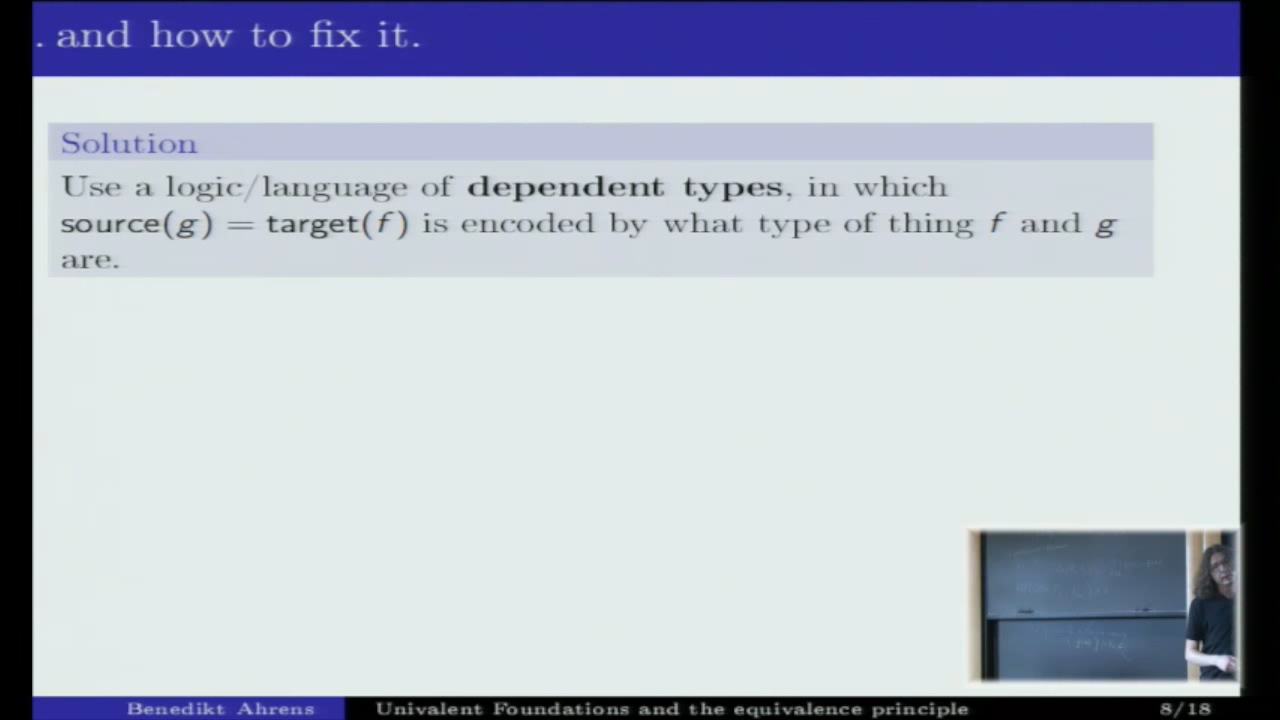 . and how to fix it.
Solution
Use a logic/language of dependent types, in which
source(g) = target(f) is encoded by what type of thing f and g
are.
Benedikt Ahrens Univalent Foundations and the equivalence principle 8/18